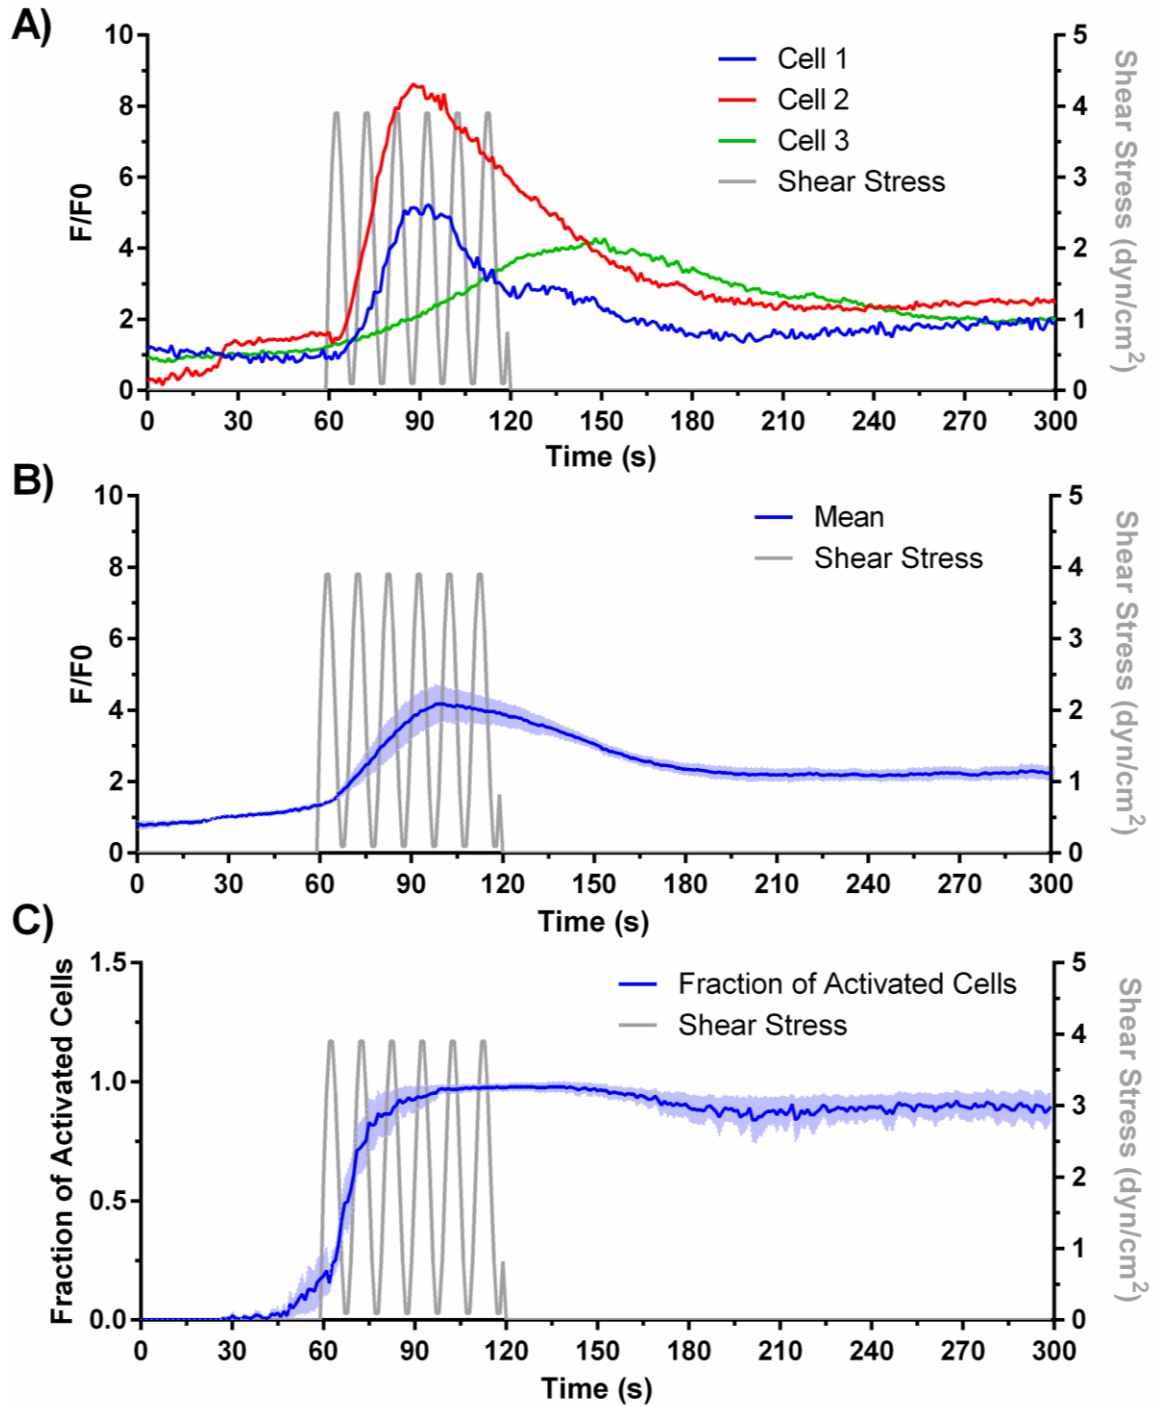 A)
10
8
6
4
2
0
F/F0
Cell 1
Cell 2
Cell 3
Shear Stress
5
4
3
2
1
0
Shear Stress (dyn/cm²)
0 30 60 90 120 150 180 210 240 270 300
Time (s)
B)
10
8
6
4
2
0
F/F0
Mean
Shear Stress
5
4
3
2
1
0
Shear Stress (dyn/cm²)
0 30 60 90 120 150 180 210 240 270 300
Time (s)
C)
1.5
1.0
0.5
0.0
Fraction of Activated Cells
Fraction of Activated Cells
Shear Stress
5
4
3
2
1
0
Shear Stress (dyn/cm²)
0 30 60 90 120 150 180 210 240 270 300
Time (s)